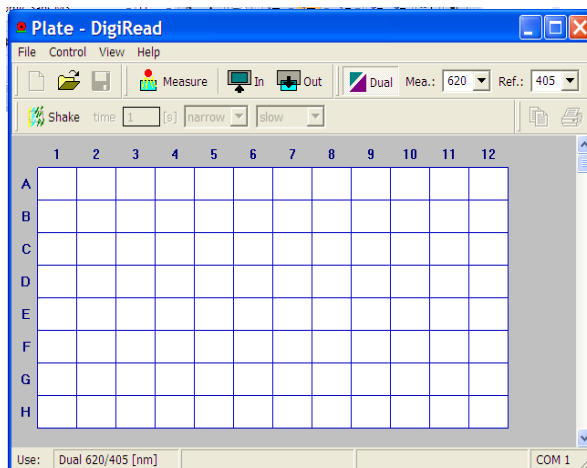 Plate - DigiRead
File Control View Help
Measure In Out Dual Mea.: 620 Ref.: 405
Shake time 1 [s] narrow slow
1 2 3 4 5 6 7 8 9 10 11 12
A
B
C
D
E
F
G
H
Use: Dual 620/405 [nm] COM 1